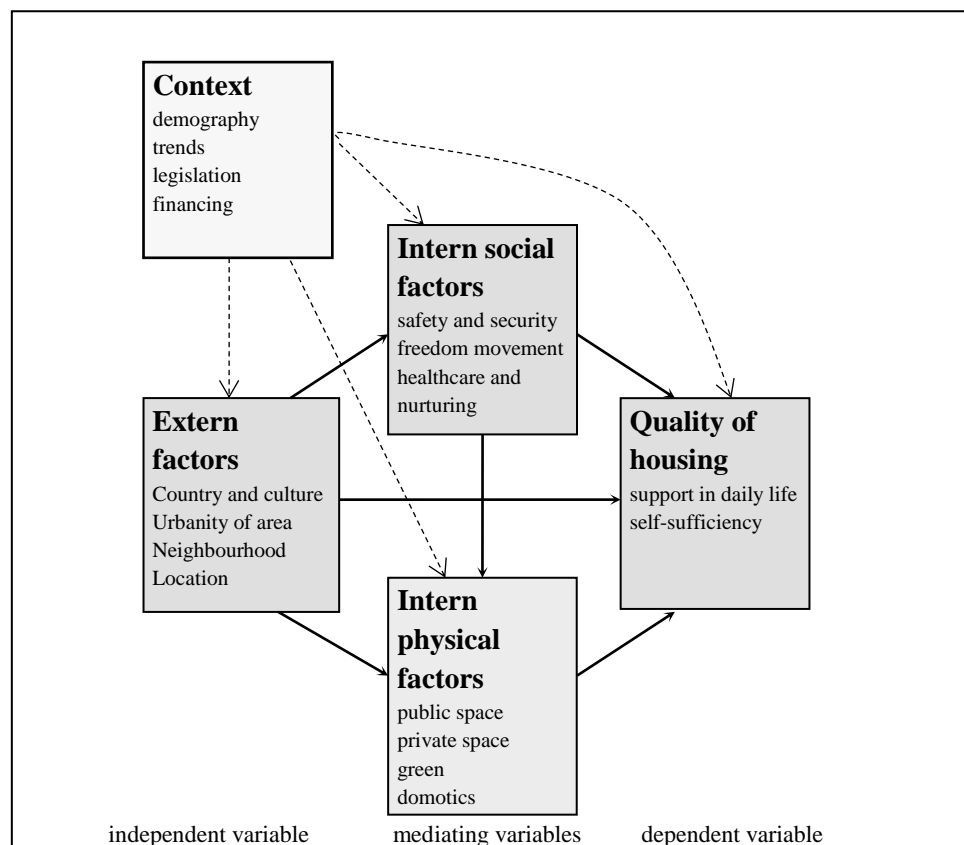 Context
demography
trends
legislation
financing
Intern social
factors
safety and security
freedom movement
healthcare and
nurturing
Extern
factors
Country and culture
Urbanity of area
Neighbourhood
Location
Quality of
housing
support in daily life
self-sufficiency
Intern
physical
factors
public space
private space
green
domotics
independent variable
mediating variables
dependent variable